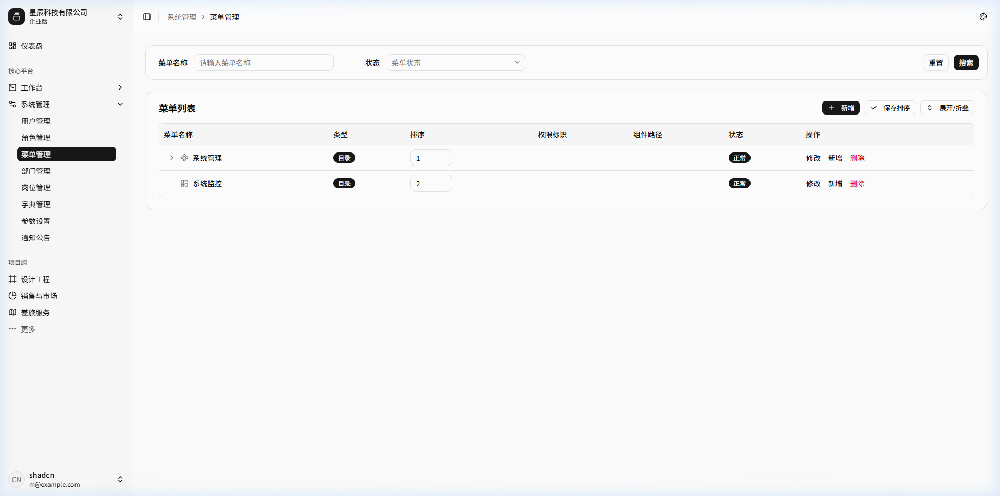 星辰科技有限公司
企业版
仪表盘
核心平台
工作台
系统管理
用户管理
角色管理
菜单管理
部门管理
岗位管理
字典管理
参数设置
通知公告
项目组
设计工程
销售与市场
差旅服务
更多
CN
shadcn
m@example.com
系统管理 菜单管理
菜单名称 请输入菜单名称 状态 菜单状态 重置 搜索
菜单列表 新增 保存排序 展开/折叠
菜单名称 类型 排序 权限标识 组件路径 状态 操作
系统管理 目录 1 正常 修改 新增 删除
系统监控 目录 2 正常 修改 新增 删除